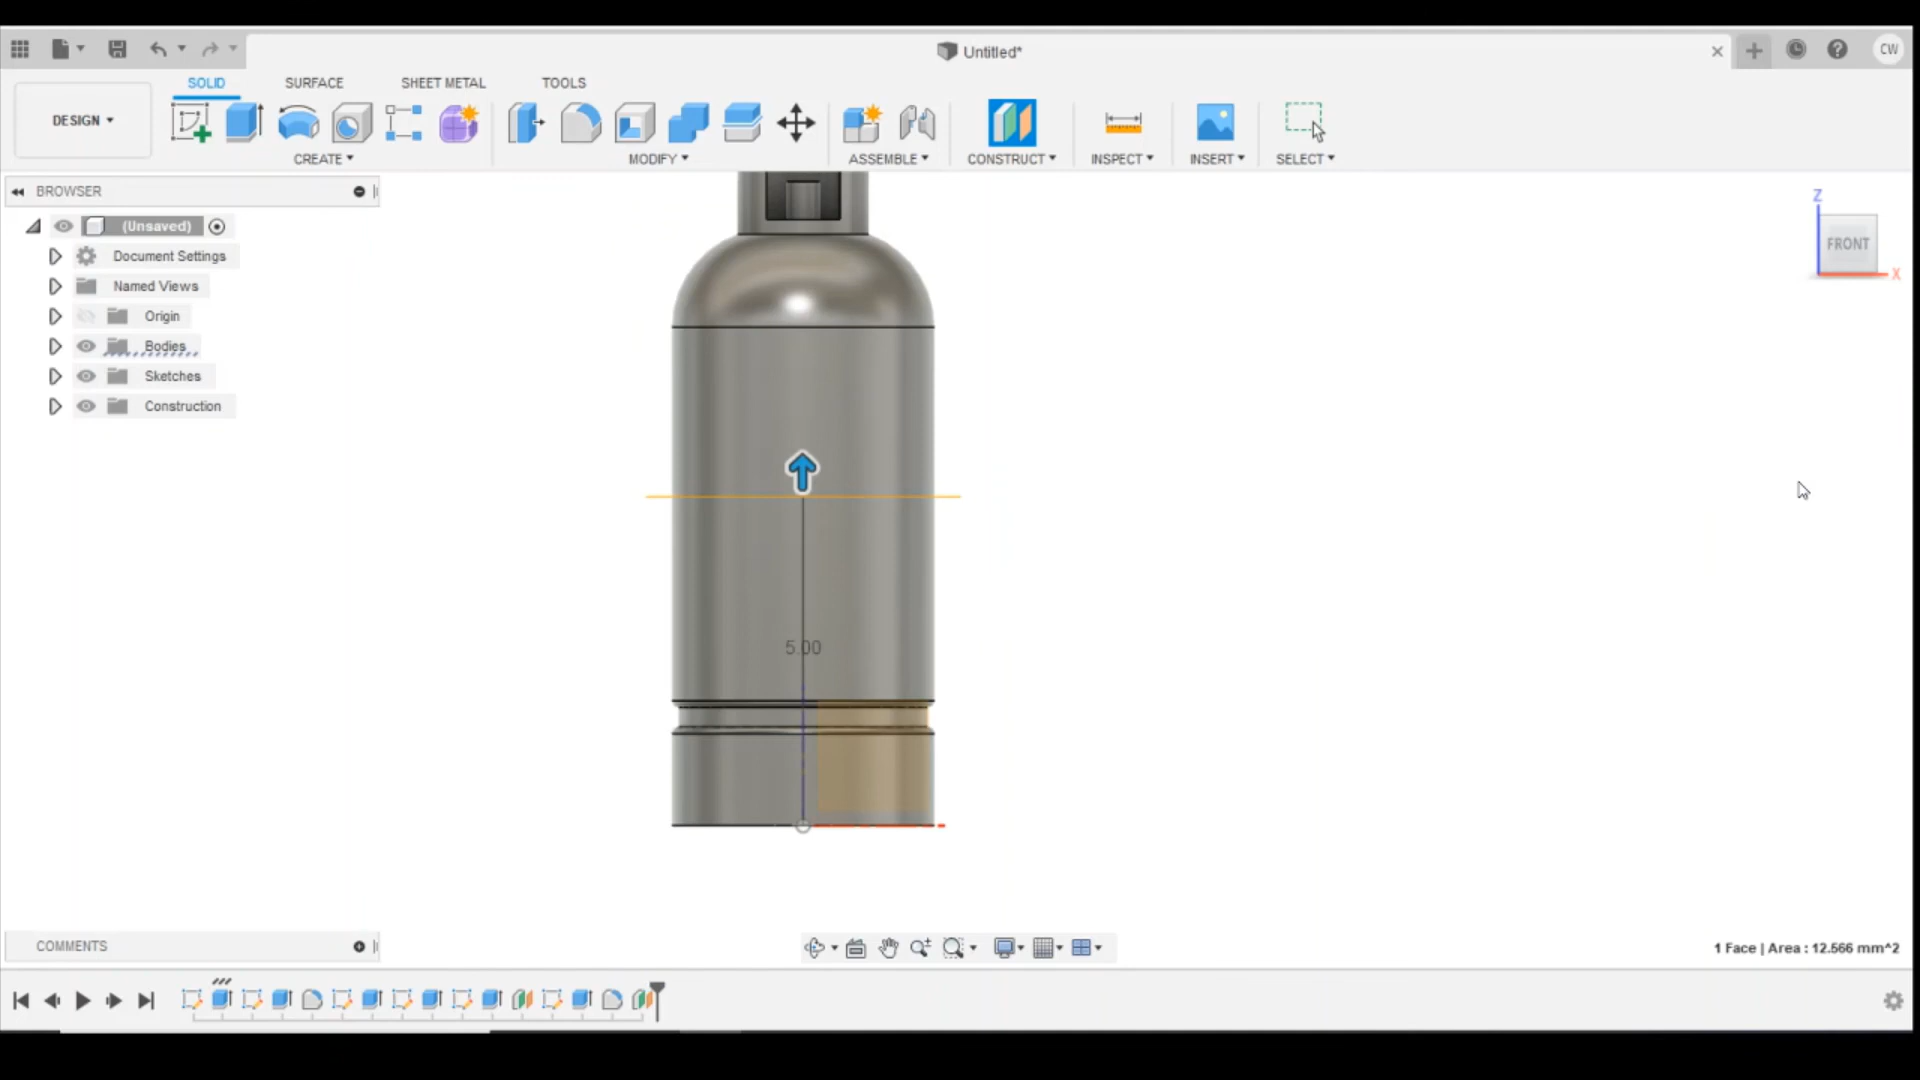 Untitled*
CW
SOLID
SURFACE
SHEET METAL
TOOLS
DESIGN
CREATE
MODIFY
ASSEMBLE
CONSTRUCT
INSPECT
INSERT
SELECT
BROWSER
(Unsaved)
Document Settings
Named Views
Origin
Bodies
Sketches
Construction
Z
FRONT
X
5.00
COMMENTS
1 Face | Area : 12.566 mm^2